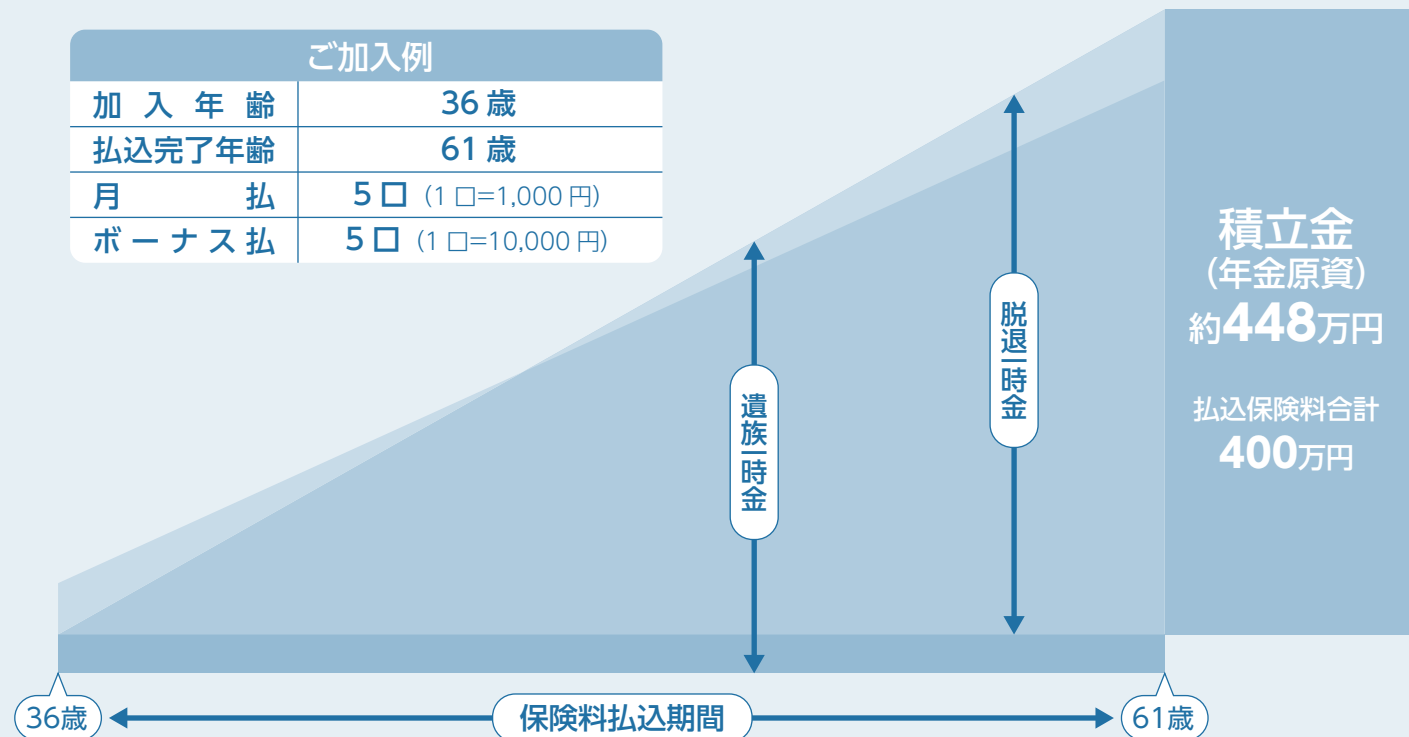 ご加入例
加入年齢 36歳
払込完了年齢 61歳
月払 5口（1口=1,000円）
ボーナス払 5口（1口=10,000円）
遺族一時金
脱退一時金
積立金
（年金原資）
約448万円
払込保険料合計
400万円
36歳
保険料払込期間
61歳